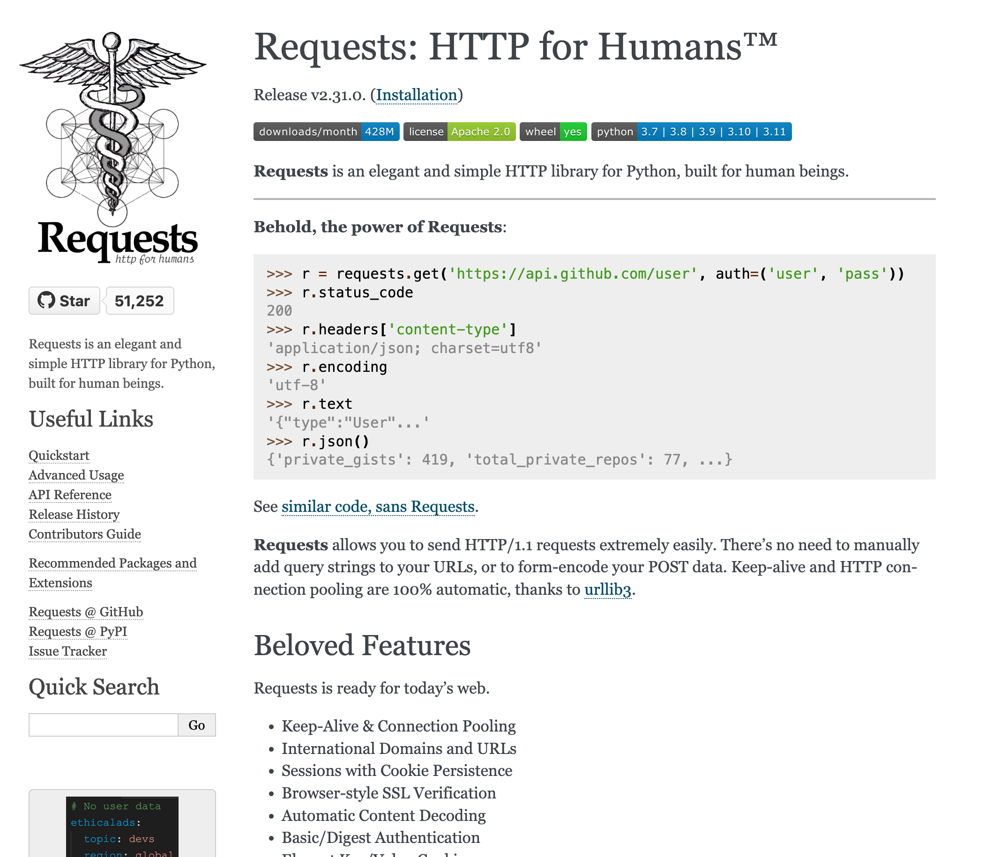 Requests
http for humans
Star
51,252
Requests is an elegant and
simple HTTP library for Python,
built for human beings.
Useful Links
Quickstart
Advanced Usage
API Reference
Release History
Contributors Guide
Recommended Packages and
Extensions
Requests @ GitHub
Requests @ PyPI
Issue Tracker
Quick Search
Go
# No user data
ethicalads:
topic: devs
region: global
Requests: HTTP for Humans™
Release v2.31.0. (Installation)
downloads/month 428M license Apache 2.0 wheel yes python 3.7 | 3.8 | 3.9 | 3.10 | 3.11
Requests is an elegant and simple HTTP library for Python, built for human beings.
Behold, the power of Requests:
>>> r = requests.get('https://api.github.com/user', auth=('user', 'pass'))
>>> r.status_code
200
>>> r.headers['content-type']
'application/json; charset=utf8'
>>> r.encoding
'utf-8'
>>> r.text
'{"type":"User"...'
>>> r.json()
{'private_gists': 419, 'total_private_repos': 77, ...}
See similar code, sans Requests.
Requests allows you to send HTTP/1.1 requests extremely easily. There’s no need to manually
add query strings to your URLs, or to form-encode your POST data. Keep-alive and HTTP con-
nection pooling are 100% automatic, thanks to urllib3.
Beloved Features
Requests is ready for today’s web.
• Keep-Alive & Connection Pooling
• International Domains and URLs
• Sessions with Cookie Persistence
• Browser-style SSL Verification
• Automatic Content Decoding
• Basic/Digest Authentication